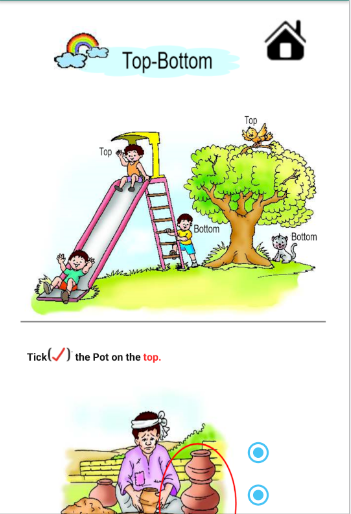 Top-Bottom
Top
Top
Bottom
Bottom
Tick(✓) the Pot on the top.